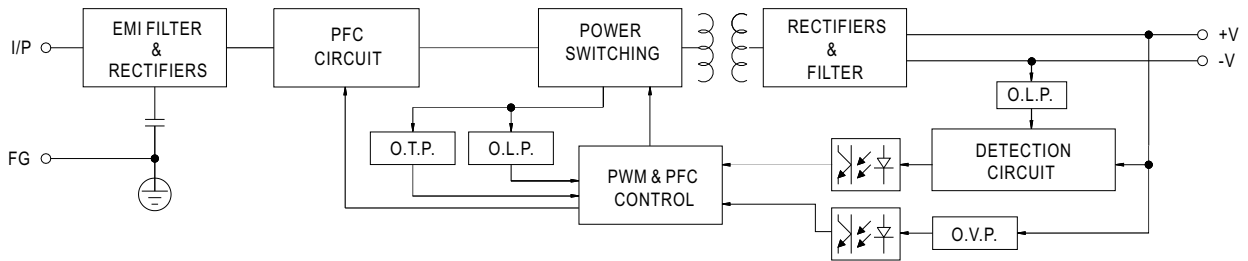 I/P
EMI FILTER
&
RECTIFIERS
PFC
CIRCUIT
POWER
SWITCHING
RECTIFIERS
&
FILTER
+V
-V
O.L.P.
FG
O.T.P.
O.L.P.
PWM & PFC
CONTROL
DETECTION
CIRCUIT
O.V.P.